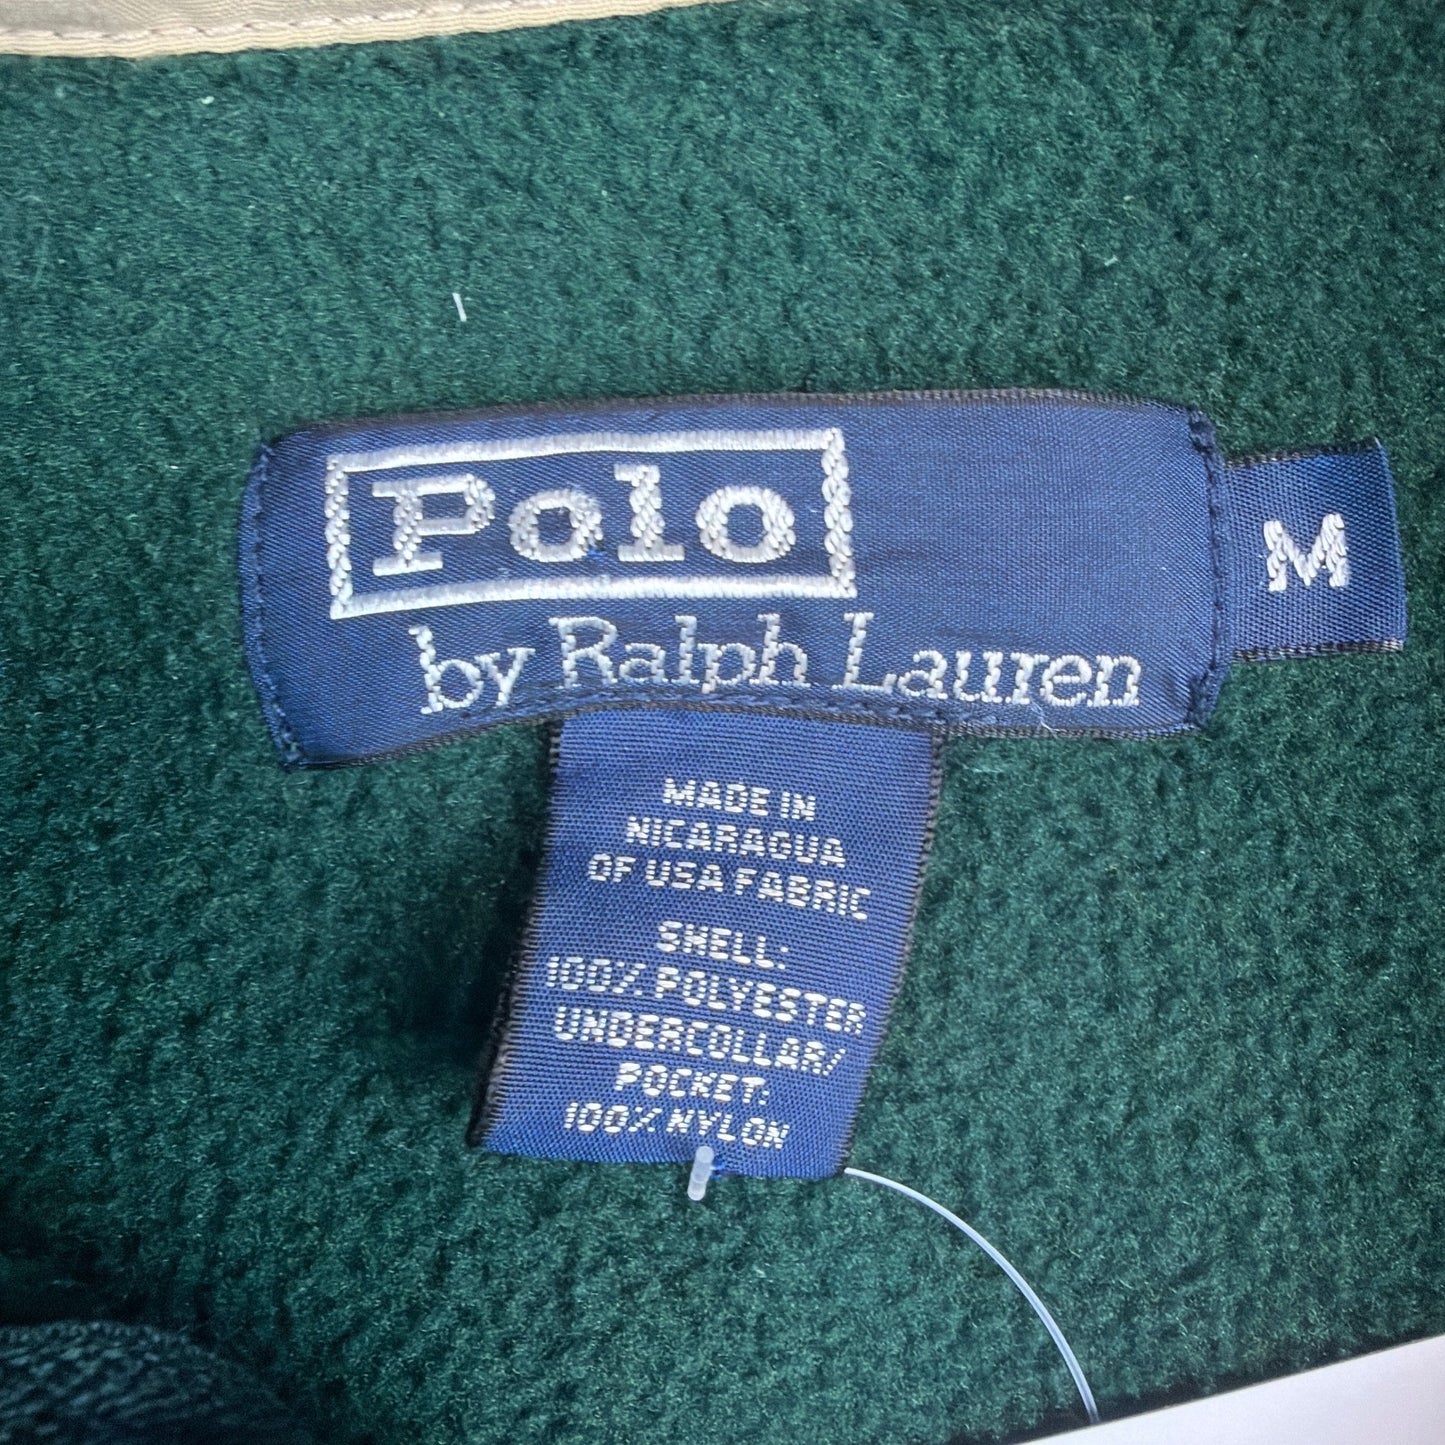 Polo
by Ralph Lauren
M
MADE IN
NICARAGUA
OF USA FABRIC
SHELL:
100% POLYESTER
UNDERCOLLAR/
POCKET:
100% NYLON